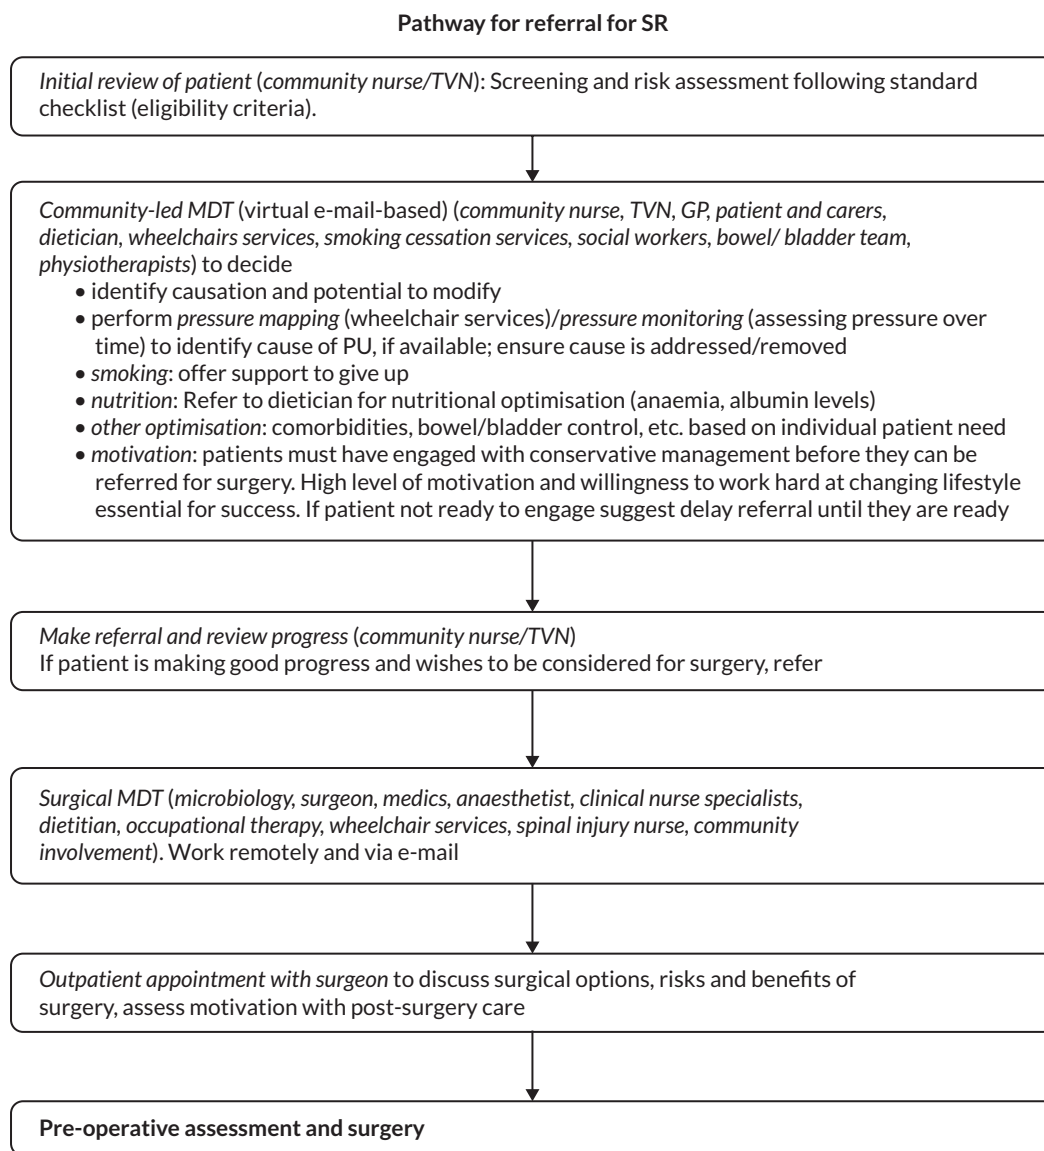 Pathway for referral for SR
Initial review of patient (community nurse/TVN): Screening and risk assessment following standard
checklist (eligibility criteria).
Community-led MDT (virtual e-mail-based) (community nurse, TVN, GP, patient and carers,
dietician, wheelchairs services, smoking cessation services, social workers, bowel/ bladder team,
physiotherapists) to decide
• identify causation and potential to modify
• perform pressure mapping (wheelchair services)/pressure monitoring (assessing pressure over
time) to identify cause of PU, if available; ensure cause is addressed/removed
• smoking: offer support to give up
• nutrition: Refer to dietician for nutritional optimisation (anaemia, albumin levels)
• other optimisation: comorbidities, bowel/bladder control, etc. based on individual patient need
• motivation: patients must have engaged with conservative management before they can be
referred for surgery. High level of motivation and willingness to work hard at changing lifestyle
essential for success. If patient not ready to engage suggest delay referral until they are ready
Make referral and review progress (community nurse/TVN)
If patient is making good progress and wishes to be considered for surgery, refer
Surgical MDT (microbiology, surgeon, medics, anaesthetist, clinical nurse specialists,
dietitian, occupational therapy, wheelchair services, spinal injury nurse, community
involvement). Work remotely and via e-mail
Outpatient appointment with surgeon to discuss surgical options, risks and benefits of
surgery, assess motivation with post-surgery care
Pre-operative assessment and surgery